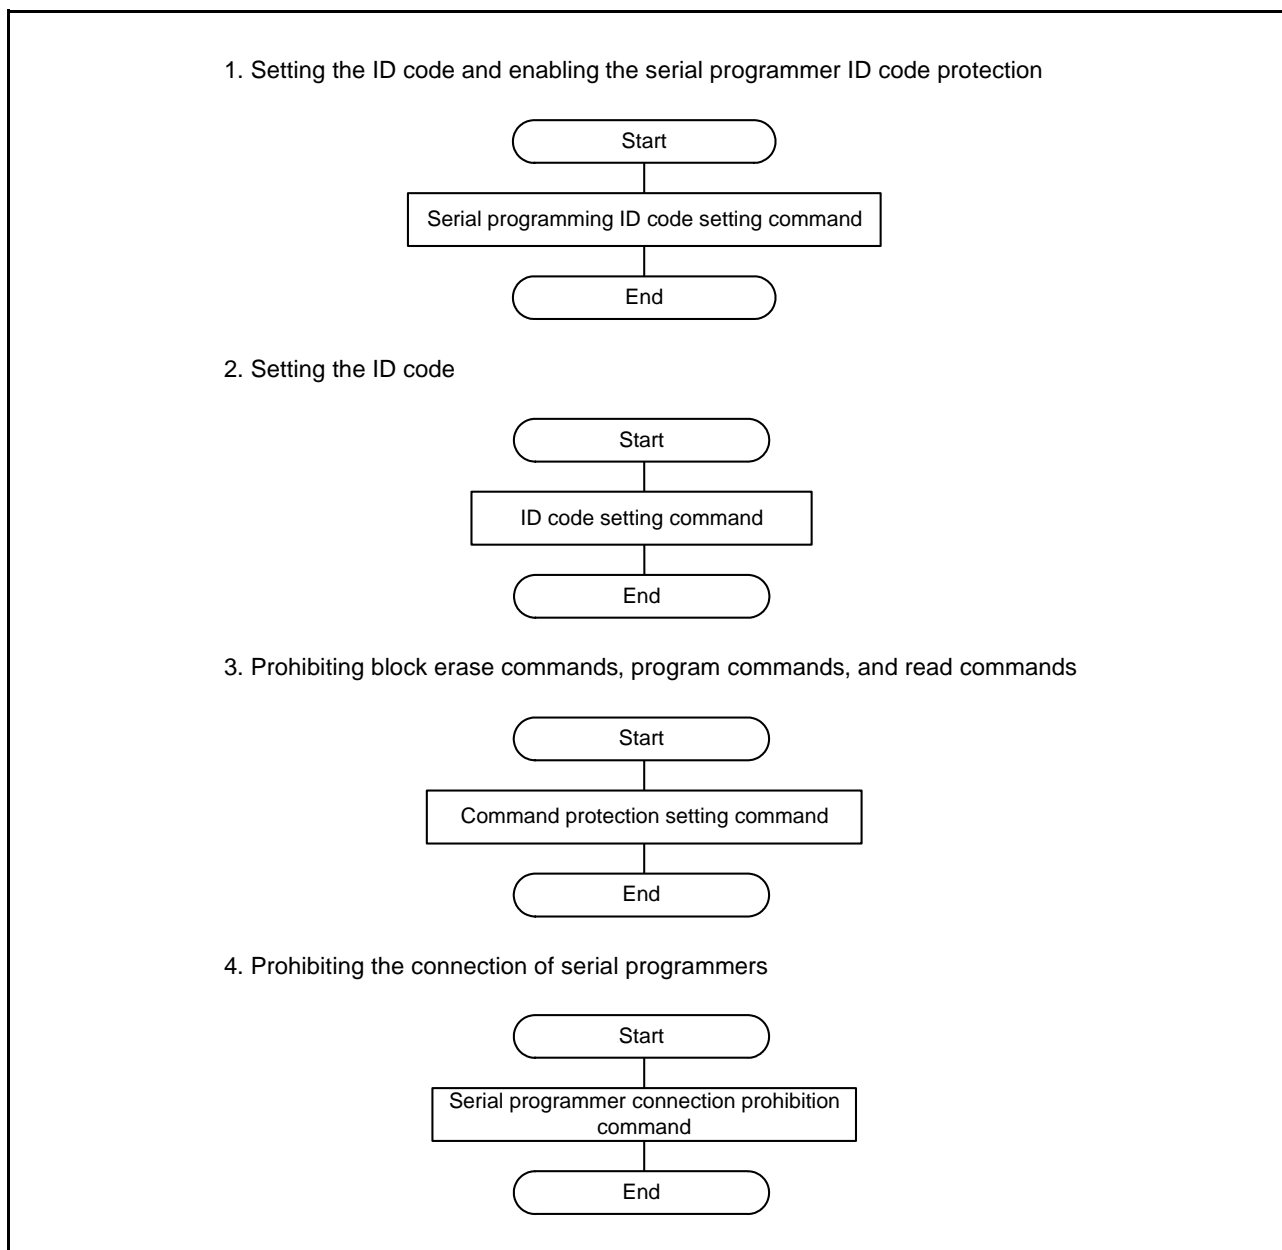 1. Setting the ID code and enabling the serial programmer ID code protection
Start
Serial programming ID code setting command
End
2. Setting the ID code
Start
ID code setting command
End
3. Prohibiting block erase commands, program commands, and read commands
Start
Command protection setting command
End
4. Prohibiting the connection of serial programmers
Start
Serial programmer connection prohibition
command
End